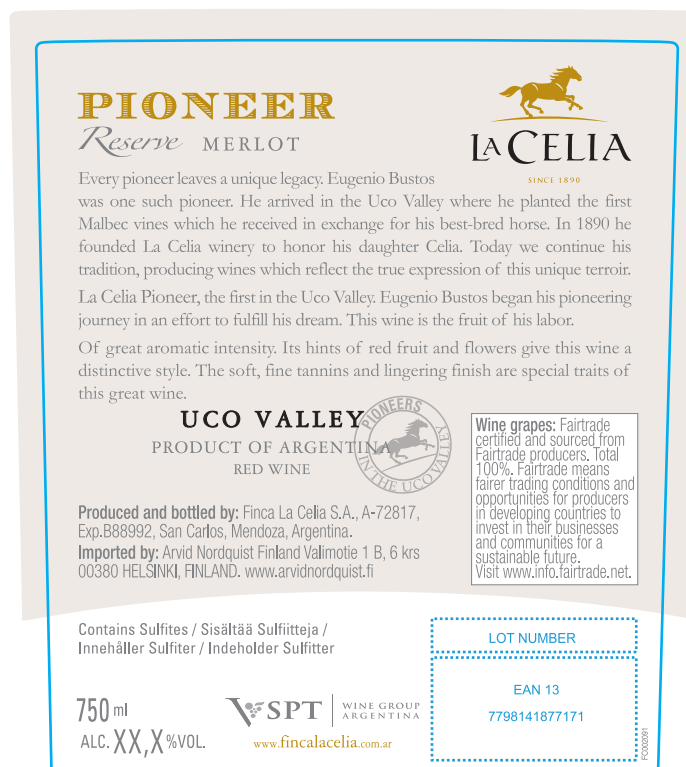 PIONEER
Reserve MERLOT
LA CELIA
SINCE 1890
Every pioneer leaves a unique legacy. Eugenio Bustos
was one such pioneer. He arrived in the Uco Valley where he planted the first
Malbec vines which he received in exchange for his best-bred horse. In 1890 he
founded La Celia winery to honor his daughter Celia. Today we continue his
tradition, producing wines which reflect the true expression of this unique terroir.
La Celia Pioneer, the first in the Uco Valley. Eugenio Bustos began his pioneering
journey in an effort to fulfill his dream. This wine is the fruit of his labor.
Of great aromatic intensity. Its hints of red fruit and flowers give this wine a
distinctive style. The soft, fine tannins and lingering finish are special traits of
this great wine.
UCO VALLEY
PRODUCT OF ARGENTINA
RED WINE
PIONEERS
IN THE UCO VALLEY
Wine grapes: Fairtrade
certified and sourced from
Fairtrade producers. Total
100%. Fairtrade means
fairer trading conditions and
opportunities for producers
in developing countries to
invest in their businesses
and communities for a
sustainable future.
Visit www.info.fairtrade.net.
Produced and bottled by: Finca La Celia S.A., A-72817,
Exp.B88992, San Carlos, Mendoza, Argentina.
Imported by: Arvid Nordquist Finland Valimotie 1 B, 6 krs
00380 HELSINKI, FINLAND. www.arvidnordquist.fi
Contains Sulfites / Sisältää Sulfiitteja /
Innehåller Sulfiter / Indeholder Sulfitter
LOT NUMBER
EAN 13
7798141877171
FC002091
750 ml
ALC. XX,X %VOL.
SPT WINE GROUP
ARGENTINA
www.fincalacelia.com.ar